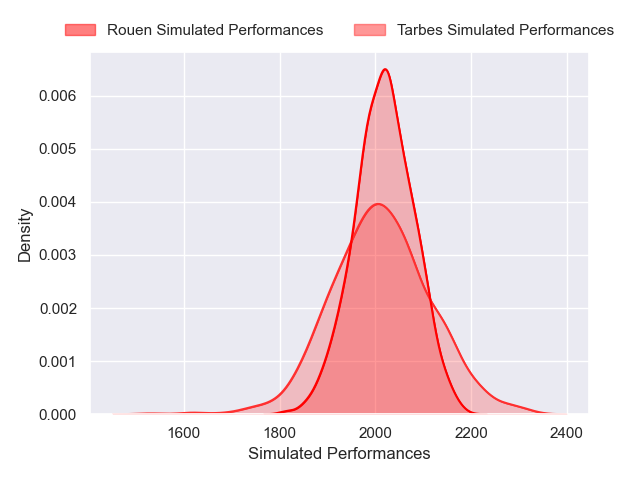 Rouen Simulated Performances Tarbes Simulated Performances
0.006
0.005
0.004
0.003
0.002
0.001
0.000
1600 1800 2000 2200 2400
Simulated Performances
Density